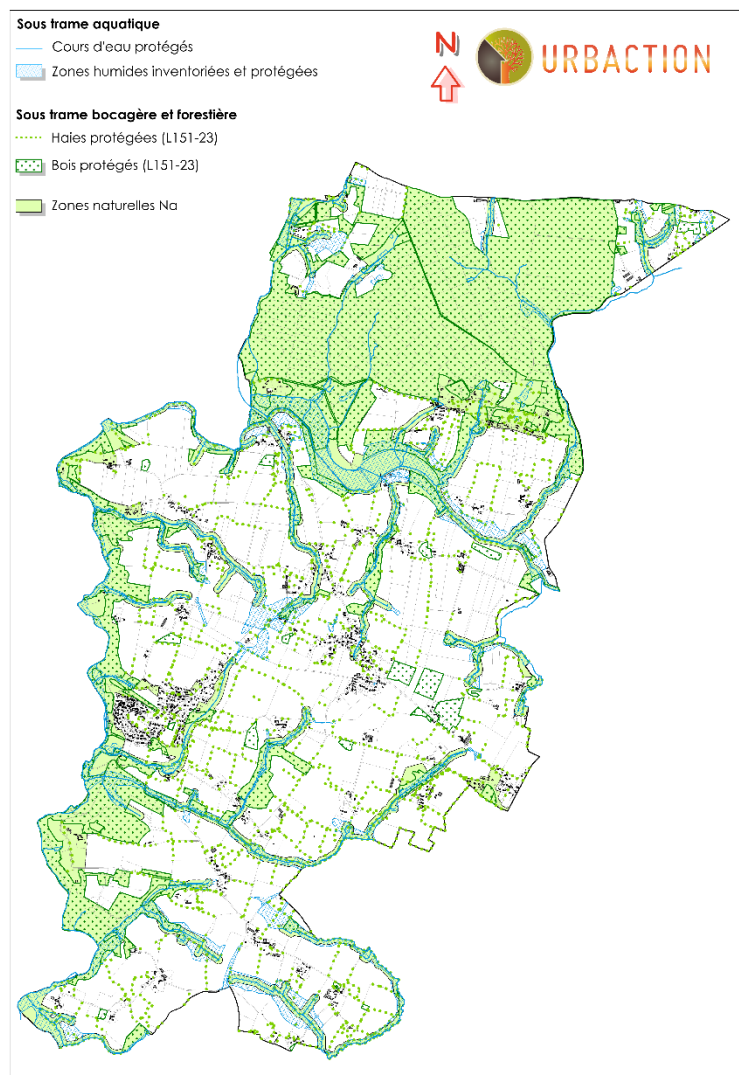 Sous trame aquatique
Cours d'eau protégés
Zones humides inventoriées et protégées
Sous trame bocagère et forestière
Haies protégées (L151-23)
Bois protégés (L151-23)
Zones naturelles Na
N
URBACTION